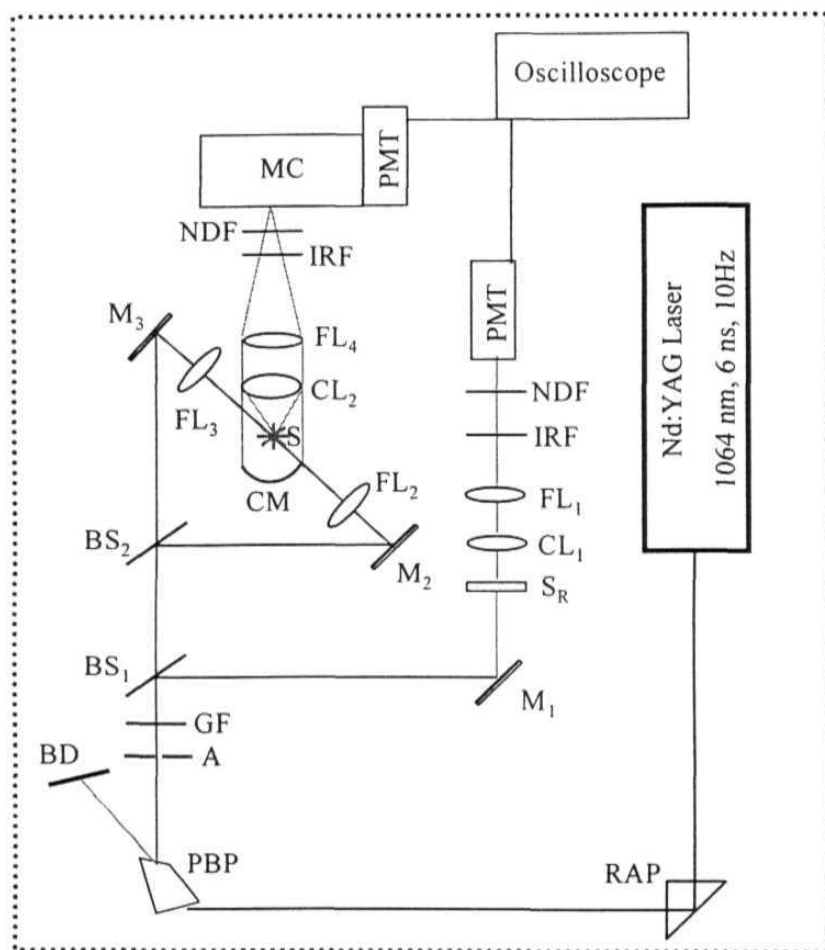 Oscilloscope
MC
PMT
NDF
IRF
PMT
Nd:YAG Laser
1064 nm, 6 ns, 10Hz
M₃
FL₄
CL₂
FL₃
S
CM
FL₂
NDF
IRF
FL₁
CL₁
S_R
BS₂
M₂
BS₁
M₁
GF
BD
A
PBP
RAP